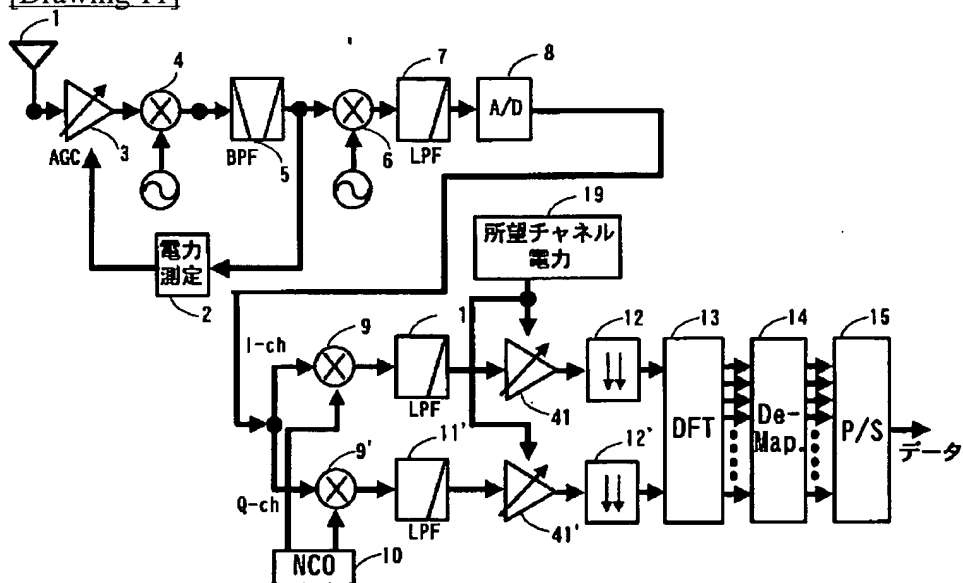 [Drawing 11]
1
4
7
8
A/D
AGC
3
BPF
5
6
LPF
電力
測定
2
19
所望チャネル
電力
I-ch
9
1
LPF
41
12
13
14
15
DFT
De-
Map.
P/S
データ
9'
11'
12'
Q-ch
LPF
41'
NCO
10